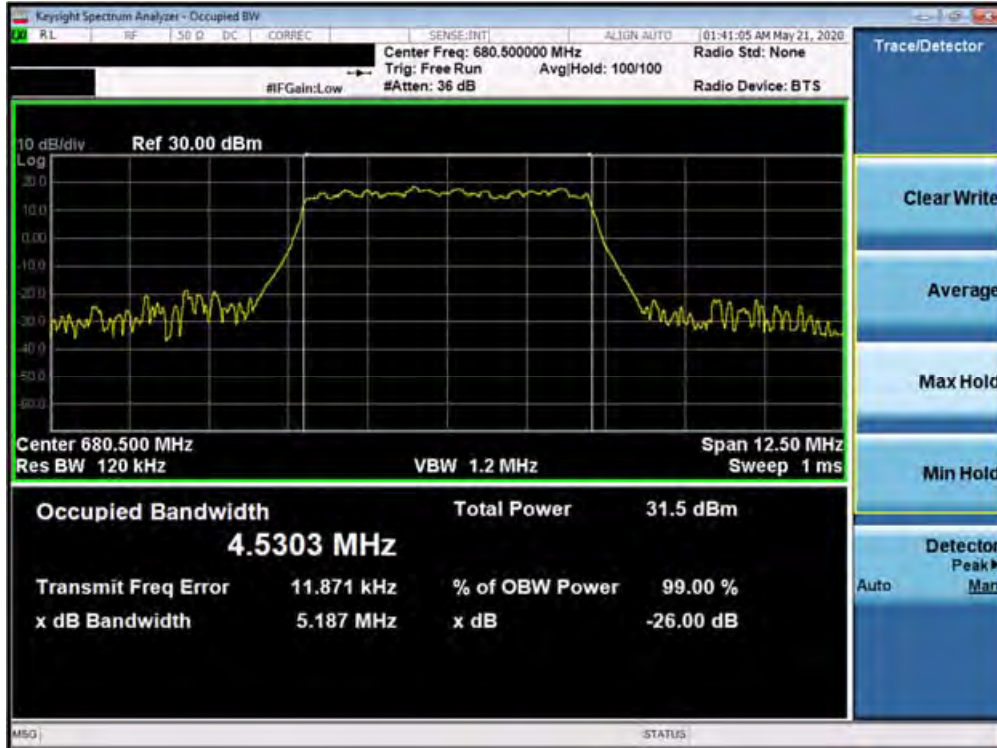 Keysight Spectrum Analyzer - Occupied BW
RL RF 50 Ω DC CORREC SENSE:INT ALIGN AUTO 01:41:05 AM May 21, 2020
Center Freq: 680.500000 MHz Radio Std: None
Trig: Free Run Avg|Hold: 100/100
#IFGain:Low #Atten: 36 dB Radio Device: BTS
Trace/Detector
10 dB/div Ref 30.00 dBm
Log
20.0
10.0
0.00
-10.0
-20.0
-30.0
-40.0
-50.0
-60.0
Center 680.500 MHz Span 12.50 MHz
Res BW 120 kHz VBW 1.2 MHz Sweep 1 ms
Occupied Bandwidth Total Power 31.5 dBm
4.5303 MHz
Transmit Freq Error 11.871 kHz % of OBW Power 99.00 %
x dB Bandwidth 5.187 MHz x dB -26.00 dB
Clear Write
Average
Max Hold
Min Hold
Detector
Peak
Auto Man
MSG STATUS